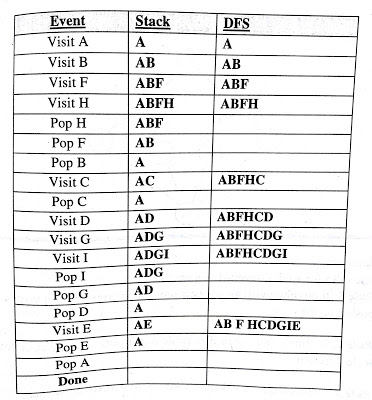 Event Stack DFS
Visit A A A
Visit B AB AB
Visit F ABF ABF
Visit H ABFH ABFH
Pop H ABF
Pop F AB
Pop B A
Visit C AC ABFHC
Pop C A
Visit D AD ABFHCD
Visit G ADG ABFHCDG
Visit I ADGI ABFHCDGI
Pop I ADG
Pop G AD
Pop D A
Visit E AE AB F HCDGIE
Pop E A
Pop A
Done